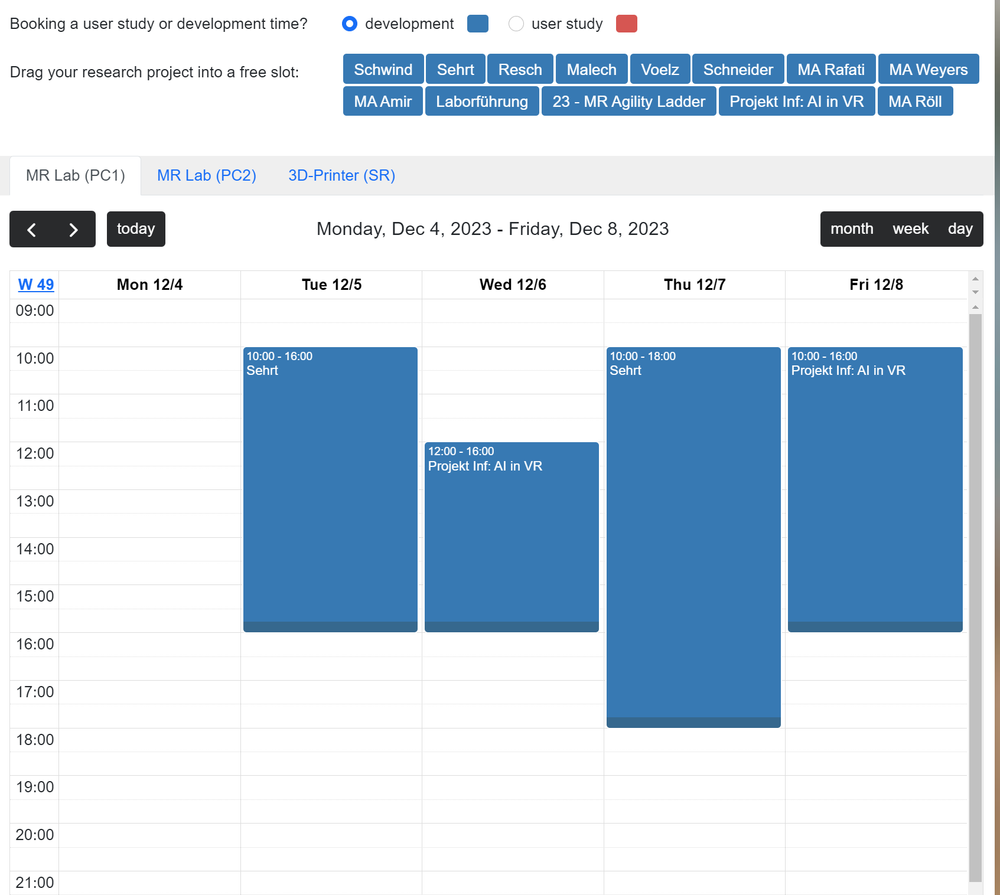 Booking a user study or development time? development user study
Drag your research project into a free slot:
Schwind Sehrt Resch Malech Voelz Schneider MA Rafati MA Weyers
MA Amir Laborführung 23 - MR Agility Ladder Projekt Inf: AI in VR MA Röll
MR Lab (PC1) MR Lab (PC2) 3D-Printer (SR)
today Monday, Dec 4, 2023 - Friday, Dec 8, 2023 month week day
W 49 Mon 12/4 Tue 12/5 Wed 12/6 Thu 12/7 Fri 12/8
09:00
10:00 10:00 - 16:00 10:00 - 18:00 10:00 - 16:00
Sehrt Sehrt Projekt Inf: AI in VR
11:00
12:00 12:00 - 16:00
Projekt Inf: AI in VR
13:00
14:00
15:00
16:00
17:00
18:00
19:00
20:00
21:00